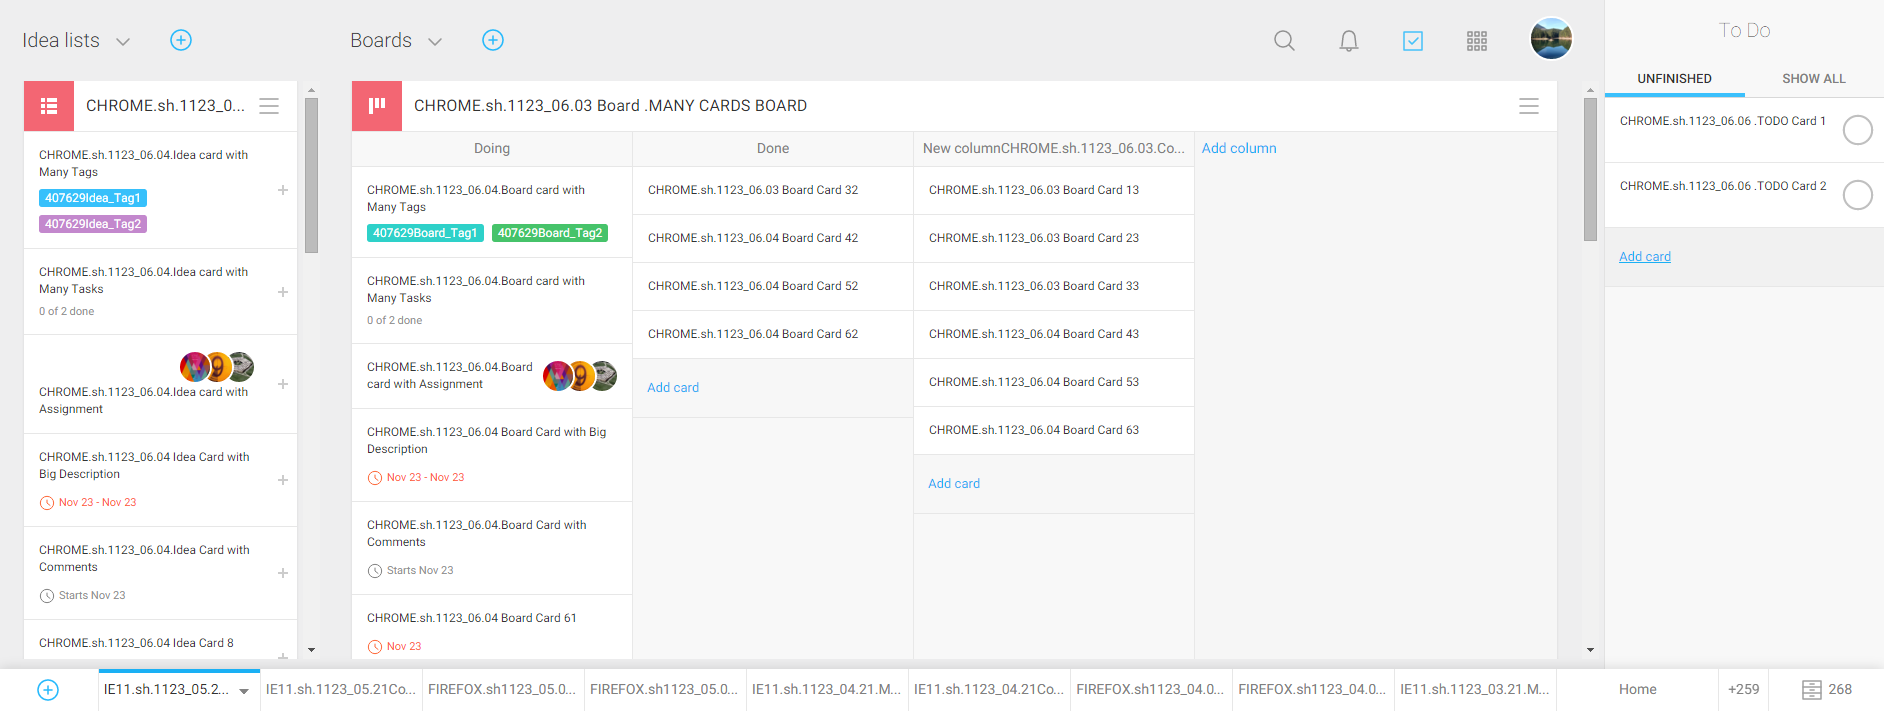 Idea lists
Boards
To Do
UNFINISHED
SHOW ALL
CHROME.sh.1123_0...
CHROME.sh.1123_06.04.Idea card with
Many Tags
407629Idea_Tag1
407629Idea_Tag2
CHROME.sh.1123_06.04.Idea card with
Many Tasks
0 of 2 done
CHROME.sh.1123_06.04.Idea card with
Assignment
CHROME.sh.1123_06.04 Idea Card with
Big Description
Nov 23 - Nov 23
CHROME.sh.1123_06.04.Idea Card with
Comments
Starts Nov 23
CHROME.sh.1123_06.04 Idea Card 8
CHROME.sh.1123_06.03 Board .MANY CARDS BOARD
Doing
CHROME.sh.1123_06.04.Board card with
Many Tags
407629Board_Tag1
407629Board_Tag2
CHROME.sh.1123_06.04.Board card with
Many Tasks
0 of 2 done
CHROME.sh.1123_06.04.Board
card with Assignment
CHROME.sh.1123_06.04 Board Card with Big
Description
Nov 23 - Nov 23
CHROME.sh.1123_06.04.Board Card with
Comments
Starts Nov 23
CHROME.sh.1123_06.04 Board Card 61
Nov 23
Done
CHROME.sh.1123_06.03 Board Card 32
CHROME.sh.1123_06.04 Board Card 42
CHROME.sh.1123_06.04 Board Card 52
CHROME.sh.1123_06.04 Board Card 62
Add card
New columnCHROME.sh.1123_06.03.Co...
CHROME.sh.1123_06.03 Board Card 13
CHROME.sh.1123_06.03 Board Card 23
CHROME.sh.1123_06.03 Board Card 33
CHROME.sh.1123_06.04 Board Card 43
CHROME.sh.1123_06.04 Board Card 53
CHROME.sh.1123_06.04 Board Card 63
Add card
Add column
CHROME.sh.1123_06.06 .TODO Card 1
CHROME.sh.1123_06.06 .TODO Card 2
Add card
IE11.sh.1123_05.2...
IE11.sh.1123_05.21Co...
FIREFOX.sh1123_05.0...
FIREFOX.sh1123_05.0...
IE11.sh.1123_04.21.M...
IE11.sh.1123_04.21Co...
FIREFOX.sh1123_04.0...
FIREFOX.sh1123_04.0...
IE11.sh.1123_03.21.M...
Home
+259
268